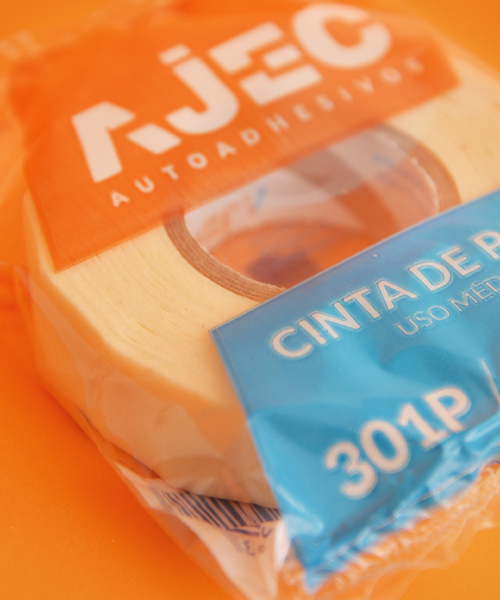 AJEC
AUTOADHESIVOS
CINTA DE P
USO MÉD
301P